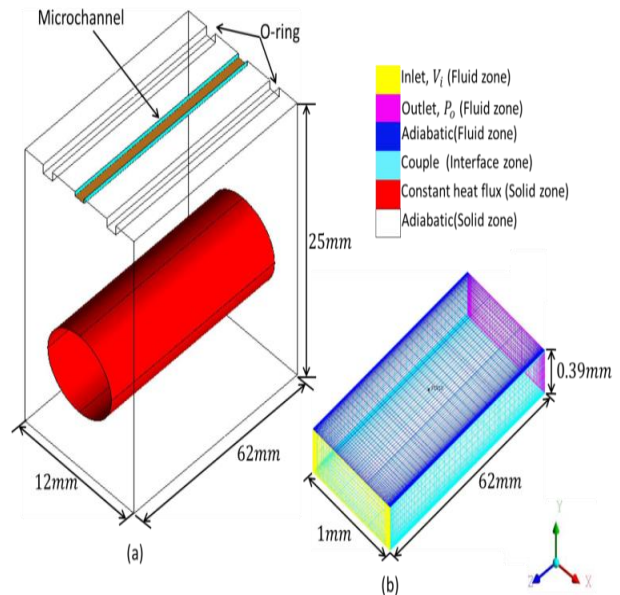 Microchannel
O-ring
Inlet, V_i (Fluid zone)
Outlet, P_o (Fluid zone)
Adiabatic(Fluid zone)
Couple (Interface zone)
Constant heat flux (Solid zone)
Adiabatic(Solid zone)
25mm
12mm
62mm
(a)
0.39mm
1mm
62mm
(b)
Y
Z
X